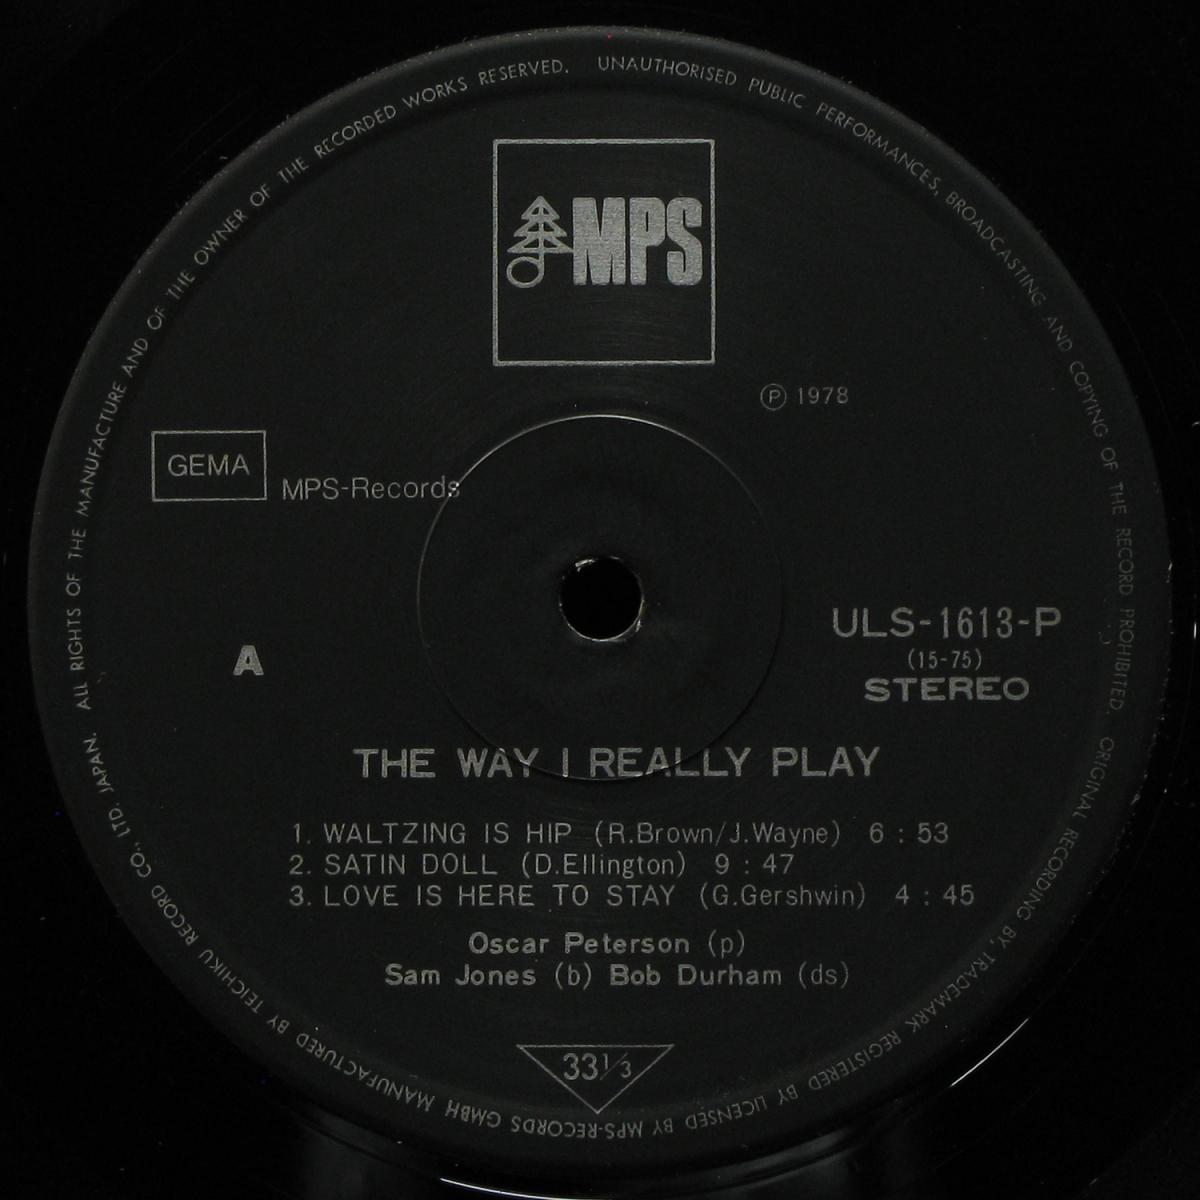 ALL RIGHTS OF THE MANUFACTURE AND OF THE OWNER OF THE RECORDED WORKS RESERVED. UNAUTHORISED PUBLIC PERFORMANCES, BROADCASTING AND COPYING OF THE RECORD PROHIBITED. ORIGINAL RECORDING BY, TRADEMARK REGISTERED BY LICENSED BY MPS-RECORDS GMBH MANUFACTURED BY TEICHIKU RECORD CO., LTD. JAPAN.
MPS
Ⓟ 1978
GEMA
MPS-Records
ULS-1613-P
(15-75)
STEREO
A
THE WAY I REALLY PLAY
1. WALTZING IS HIP (R.Brown/J.Wayne) 6 : 53
2. SATIN DOLL (D.Ellington) 9 : 47
3. LOVE IS HERE TO STAY (G.Gershwin) 4 : 45
Oscar Peterson (p)
Sam Jones (b) Bob Durham (ds)
33 1/3